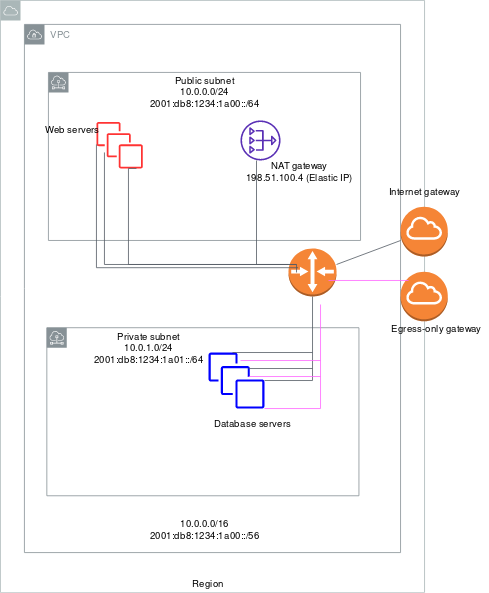 VPC
Public subnet
10.0.0.0/24
2001:db8:1234:1a00::/64
Web servers
NAT gateway
198.51.100.4 (Elastic IP)
Internet gateway
Egress-only gateway
Private subnet
10.0.1.0/24
2001:db8:1234:1a01::/64
Database servers
10.0.0.0/16
2001:db8:1234:1a00::/56
Region